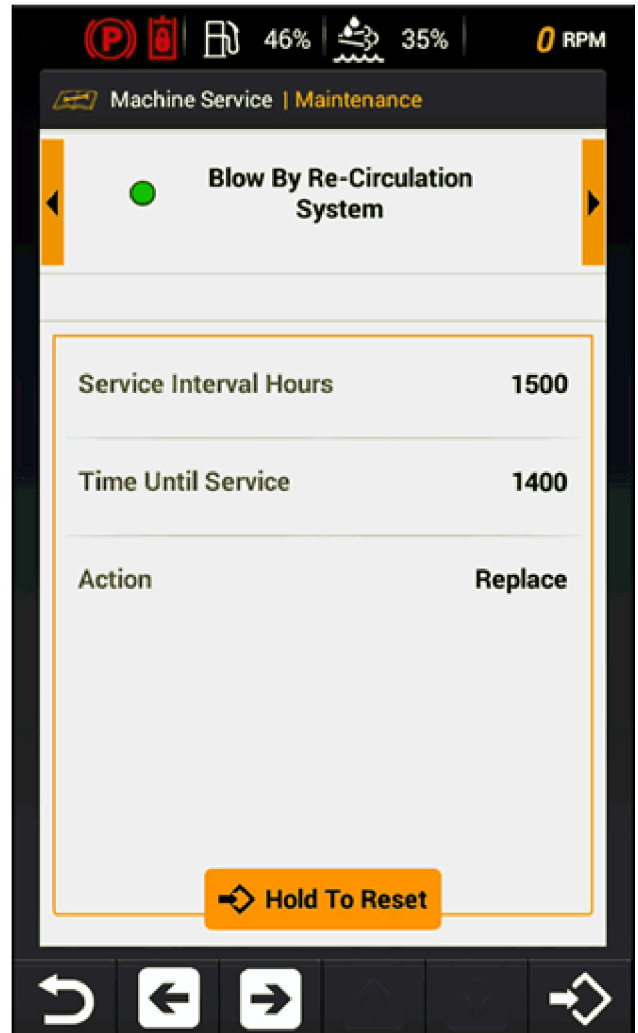 P 46% 35% 0 RPM
Machine Service | Maintenance
Blow By Re-Circulation
System
Service Interval Hours 1500
Time Until Service 1400
Action Replace
Hold To Reset